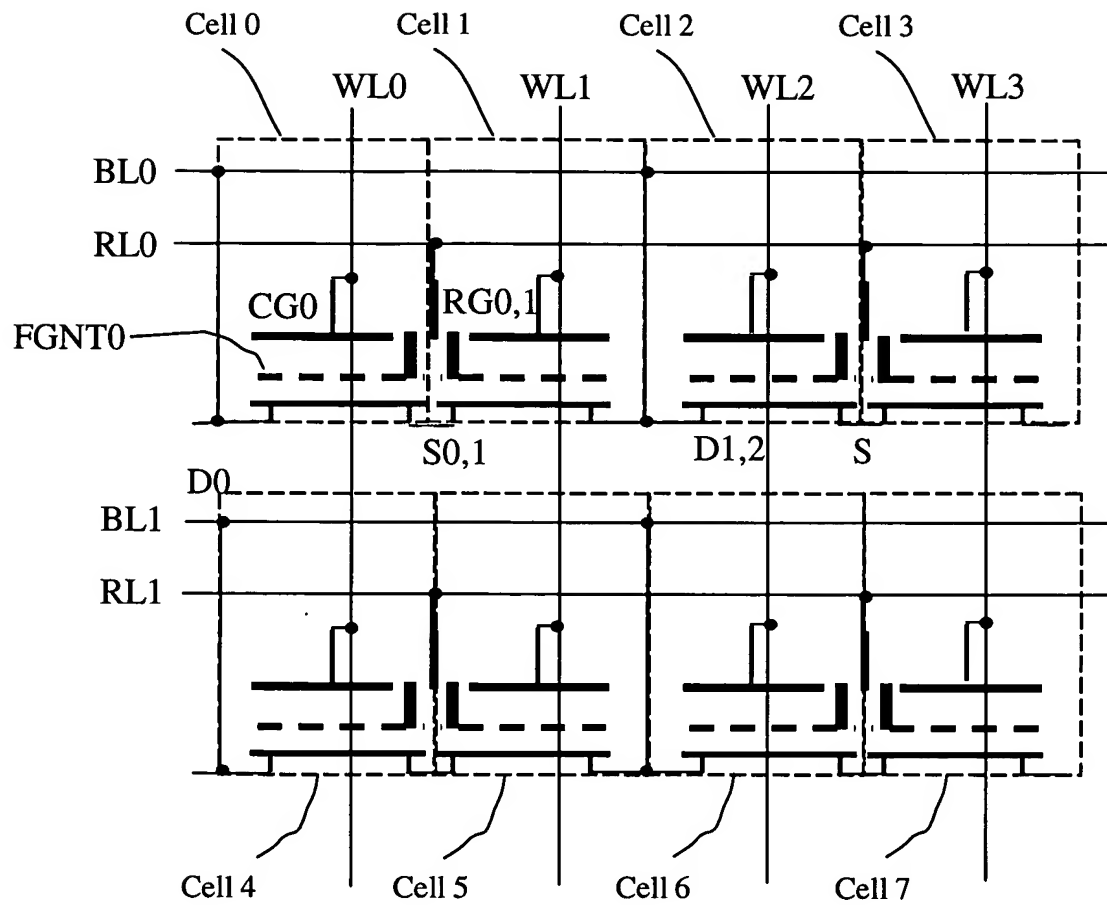 Cell 0 Cell 1 Cell 2 Cell 3
WL0 WL1 WL2 WL3
BL0
RL0
CG0 RG0,1
FGNT0
S0,1 D1,2 S
D0
BL1
RL1
Cell 4 Cell 5 Cell 6 Cell 7